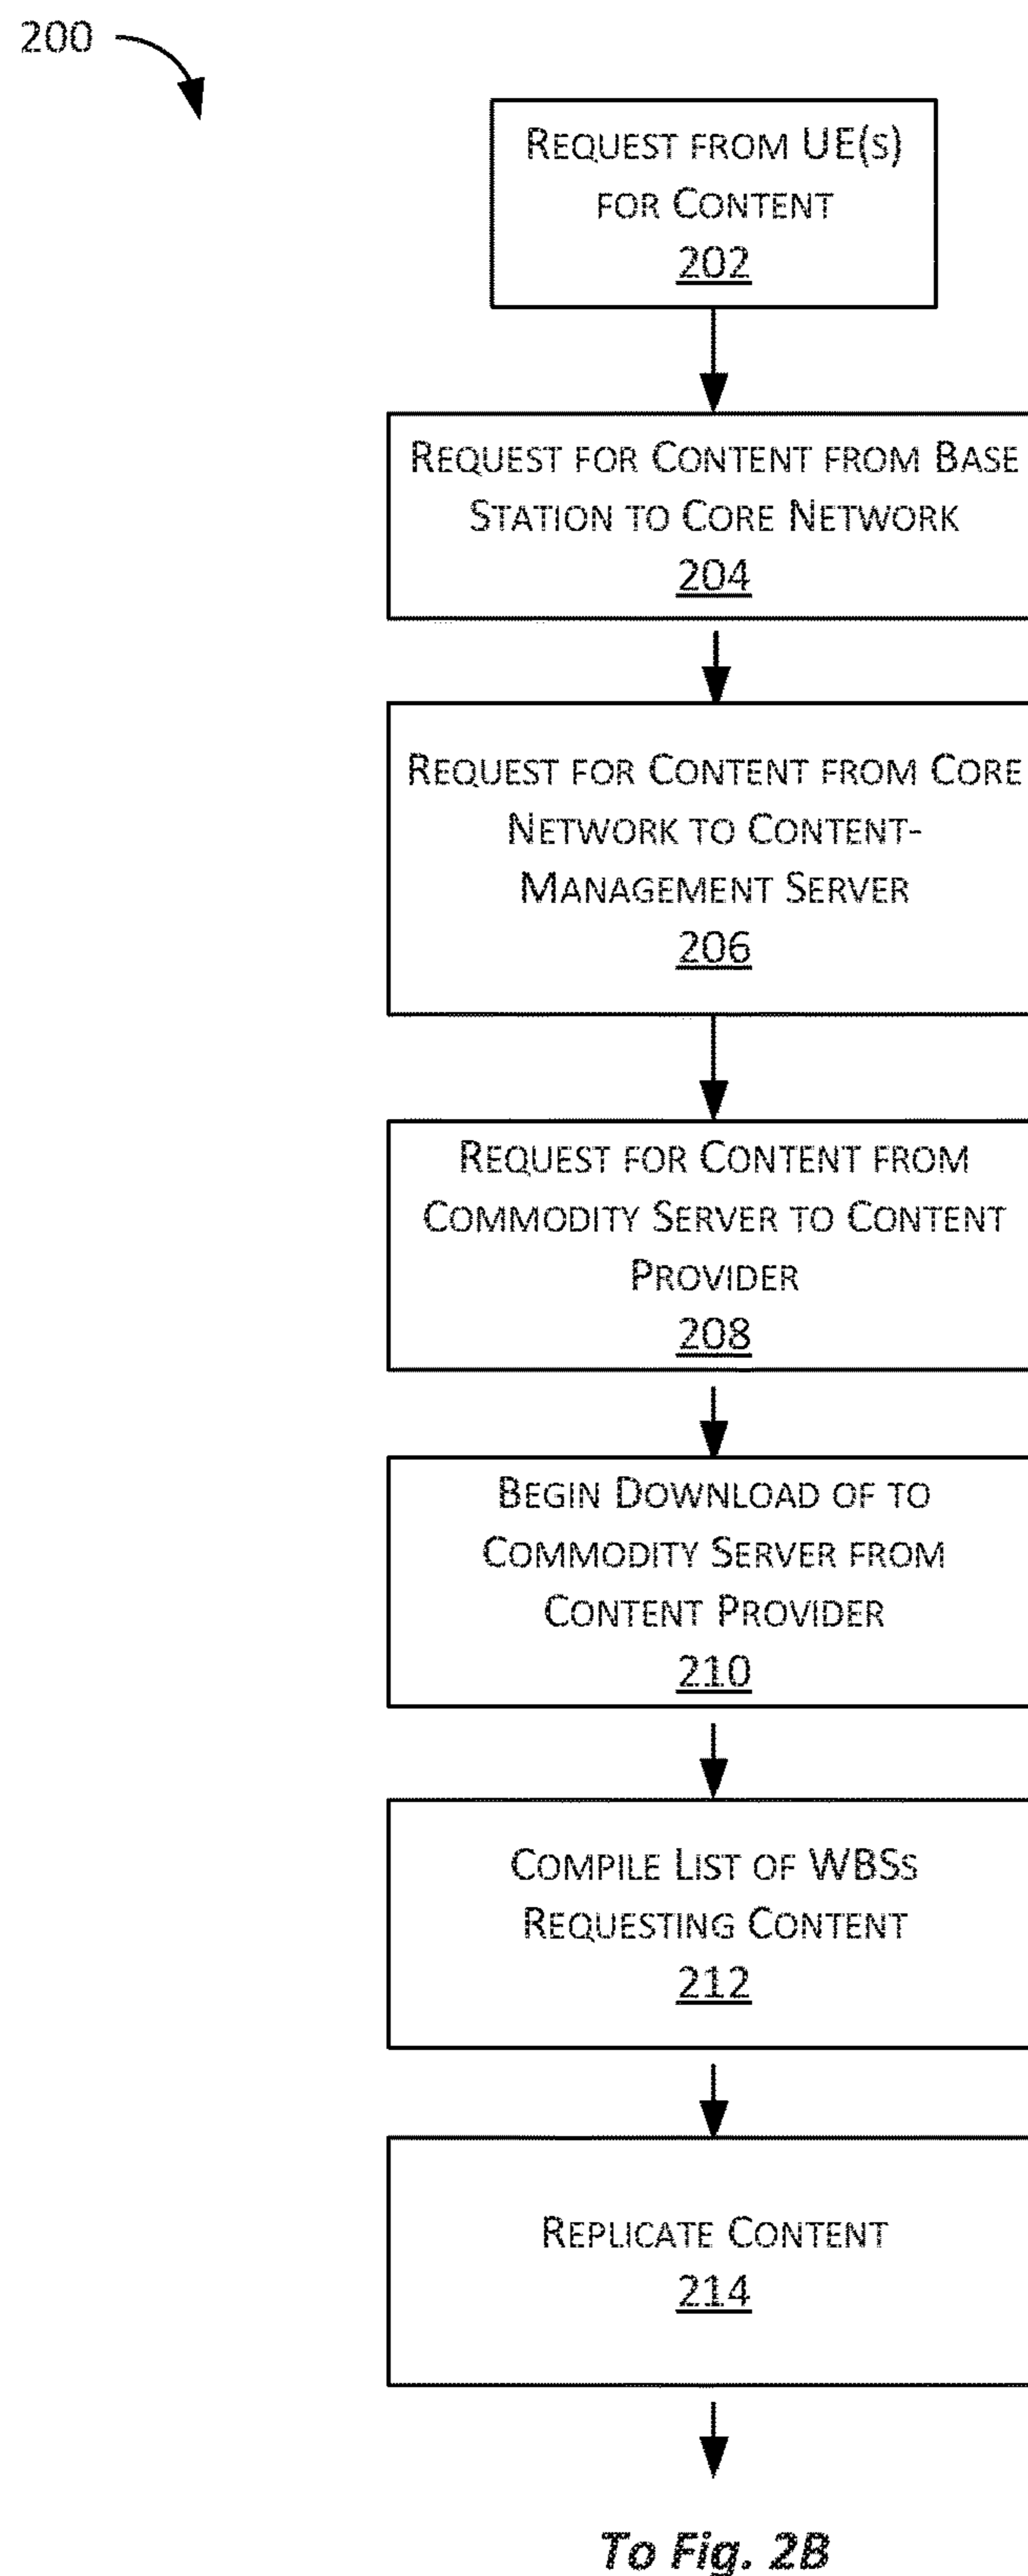 200
REQUEST FROM UE(S)
FOR CONTENT
202
REQUEST FOR CONTENT FROM BASE
STATION TO CORE NETWORK
204
REQUEST FOR CONTENT FROM CORE
NETWORK TO CONTENT-
MANAGEMENT SERVER
206
REQUEST FOR CONTENT FROM
COMMODITY SERVER TO CONTENT
PROVIDER
208
BEGIN DOWNLOAD OF TO
COMMODITY SERVER FROM
CONTENT PROVIDER
210
COMPILE LIST OF WBSS
REQUESTING CONTENT
212
REPLICATE CONTENT
214
To Fig. 2B